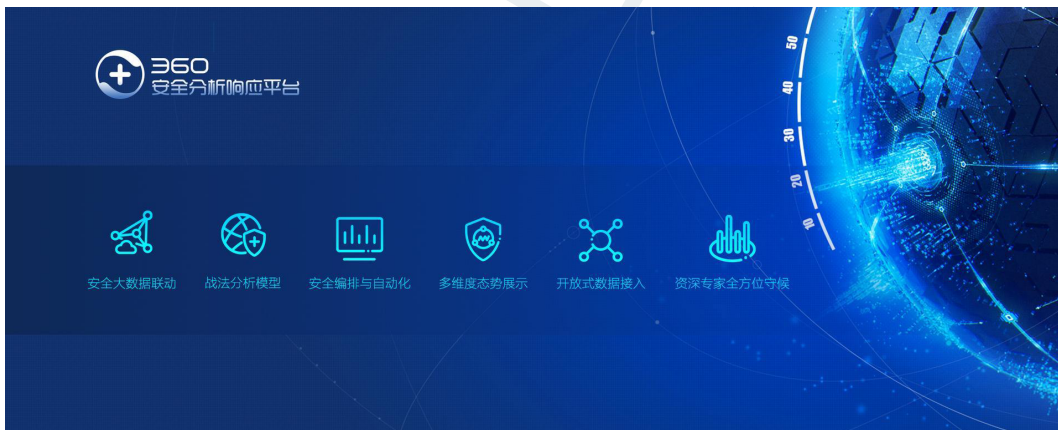 360
安全分析响应平台
安全大数据联动
战法分析模型
安全编排与自动化
多维度态势展示
开放式数据接入
资深专家全方位守候
50
40
30
20
10